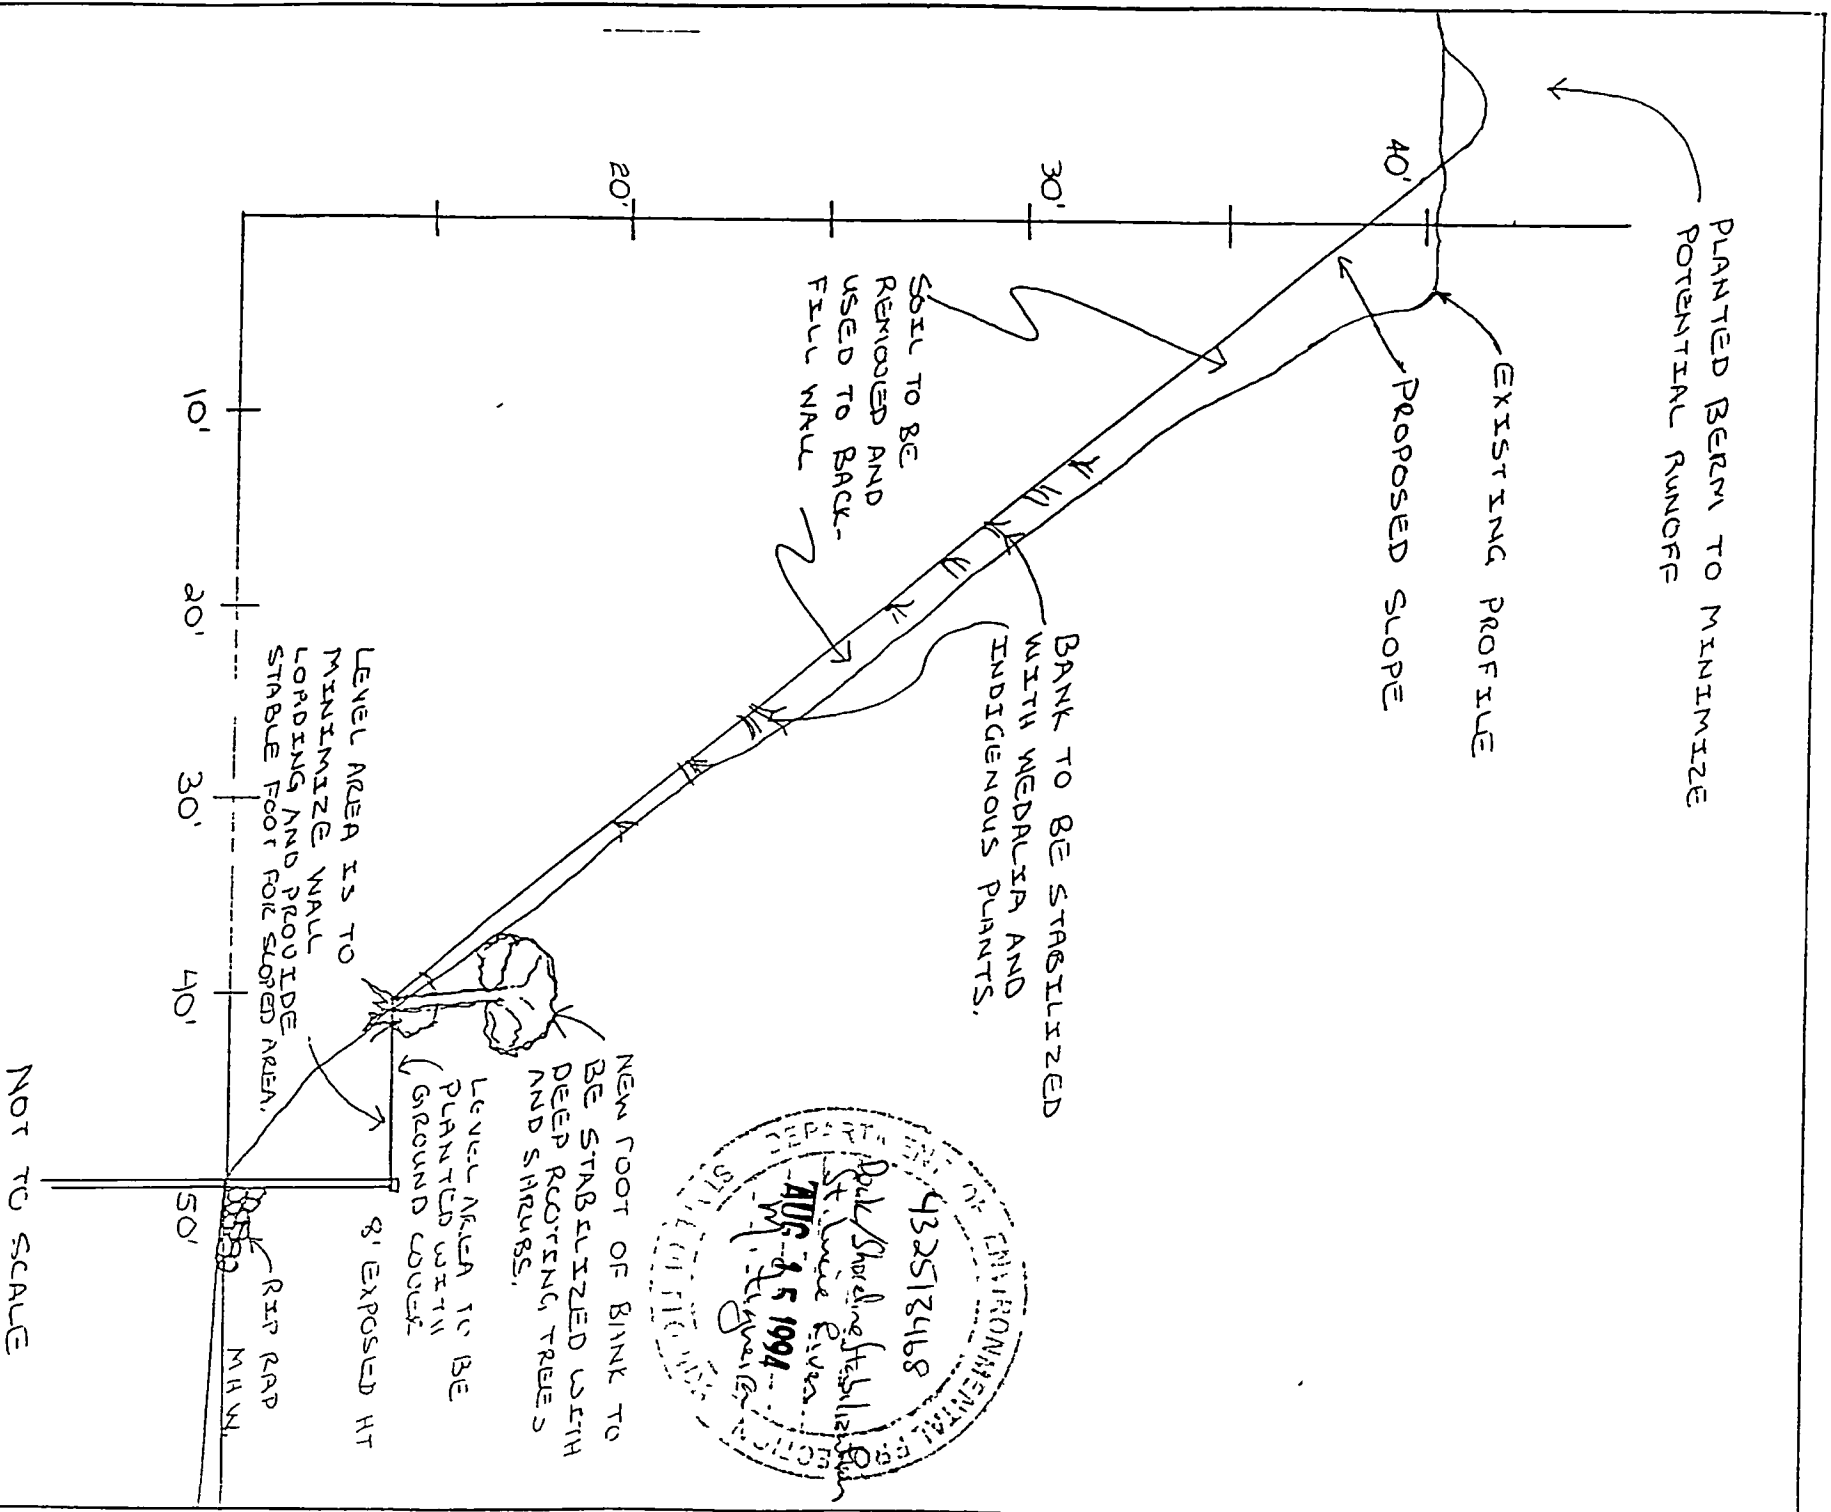 PLANTED BERM TO MINIMIZE
POTENTIAL RUNOFF
EXISTING PROFILE
PROPOSED SLOPE
40'
30'
20'
SOIL TO BE
REMOVED AND
USED TO BACK-
FILL WALL
BANK TO BE STABILIZED
WITH WEDALIA AND
INDIGENOUS PLANTS.
NEW FOOT OF BANK TO
BE STABILIZED WITH
DEEP ROOTING TREES
AND SHRUBS.
LEVEL AREA TO BE
PLANTED WITH
GROUND COVER
8' EXPOSED HT
RIP RAP
M H W.
LEVEL AREA IS TO
MINIMIZE WALL
LOADING AND PROVIDE
STABLE FOOT FOR SLOPED AREA.
10'
20'
30'
40'
50'
NOT TO SCALE
DEPARTMENT OF ENVIRONMENTAL PROTECTION
432512468
Dock/Shoreline Stabilization
St. Lucie River
AUG 15 1994